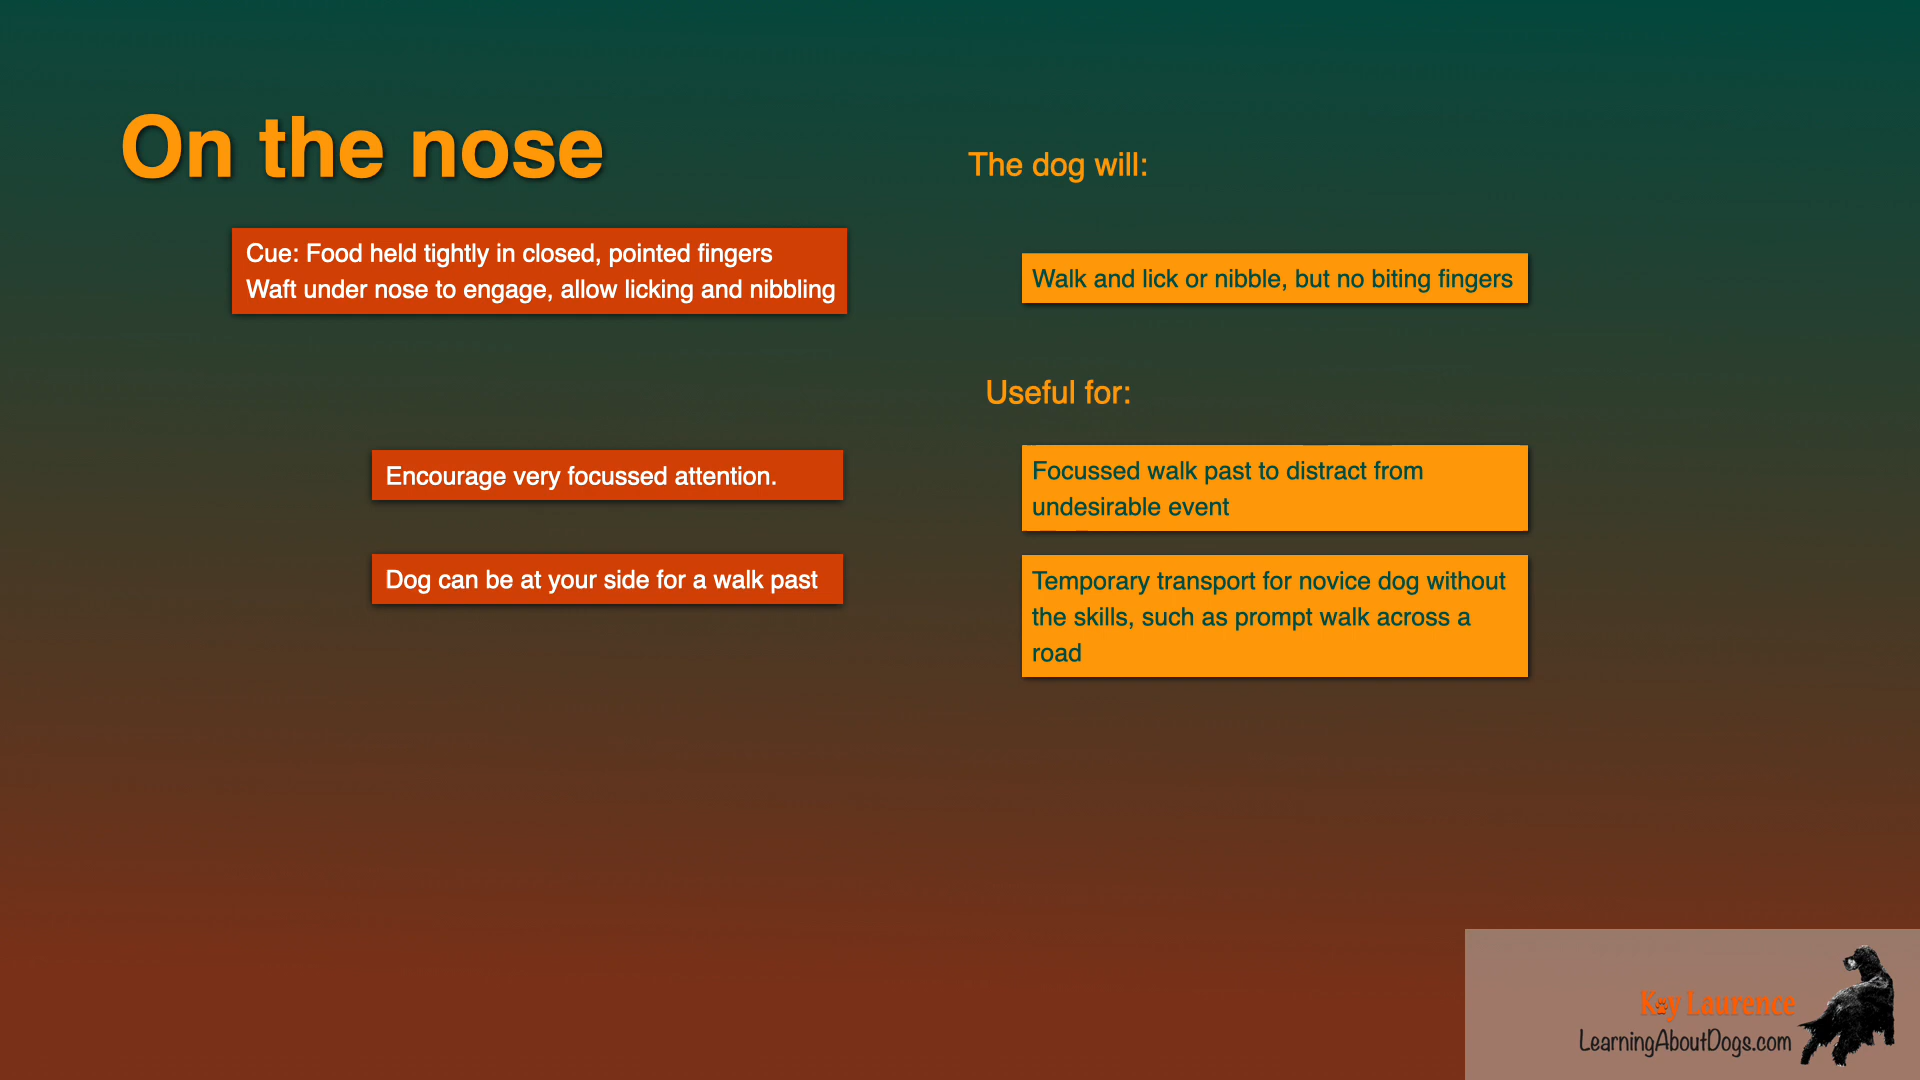 On the nose
Cue: Food held tightly in closed, pointed fingers
Waft under nose to engage, allow licking and nibbling
Encourage very focussed attention.
Dog can be at your side for a walk past
The dog will:
Walk and lick or nibble, but no biting fingers
Useful for:
Focussed walk past to distract from
undesirable event
Temporary transport for novice dog without
the skills, such as prompt walk across a
road
Kay Laurence
LearningAboutDogs.com